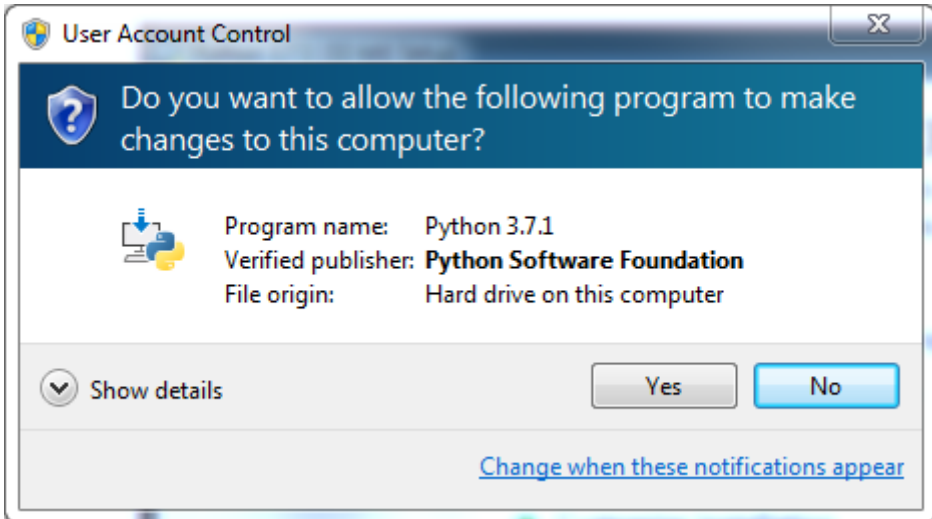 User Account Control
Do you want to allow the following program to make
changes to this computer?
Program name: Python 3.7.1
Verified publisher: Python Software Foundation
File origin: Hard drive on this computer
Show details
Yes
No
Change when these notifications appear